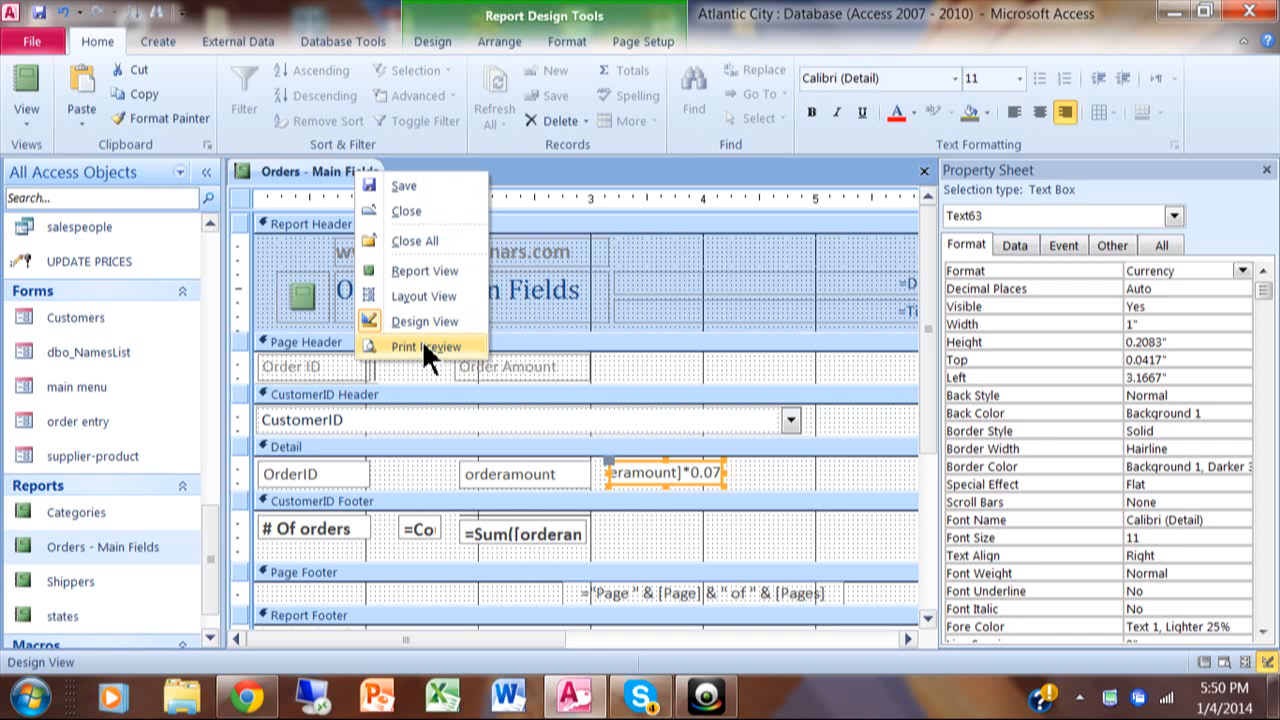 Report Design Tools
Atlantic City : Database (Access 2007 - 2010) - Microsoft Access
File Home Create External Data Database Tools Design Arrange Format Page Setup
View
Views
Paste
Cut
Copy
Format Painter
Clipboard
Filter
Ascending
Descending
Remove Sort
Selection
Advanced
Toggle Filter
Sort & Filter
Refresh
All
New
Save
Delete
Totals
Spelling
More
Records
Find
Replace
Go To
Select
Find
Calibri (Detail) 11
B I U A
Text Formatting
All Access Objects
Search...
salespeople
UPDATE PRICES
Forms
Customers
dbo_NamesList
main menu
order entry
supplier-product
Reports
Categories
Orders - Main Fields
Shippers
states
Macros
Orders - Main
Save
Close
Close All
Report View
Layout View
Design View
3 4 5
Report Header
nars.com
n Fields
Page Header
Order ID Order Amount
CustomerID Header
CustomerID
Detail
OrderID orderamount eramount]*0.07
CustomerID Footer
# Of orders =Co =Sum([orderan
Page Footer
="Page " & [Page] & " of " & [Pages]
Report Footer
Property Sheet
Selection type: Text Box
Text63
Format Data Event Other All
Format Currency
Decimal Places Auto
Visible Yes
Width 1"
Height 0.2083"
Top 0.0417"
Left 3.1667"
Back Style Normal
Back Color Background 1
Border Style Solid
Border Width Hairline
Border Color Background 1, Darker
Special Effect Flat
Scroll Bars None
Font Name Calibri (Detail)
Font Size 11
Text Align Right
Font Weight Normal
Font Underline No
Font Italic No
Fore Color Text 1, Lighter 25%
Design View
5:50 PM
1/4/2014